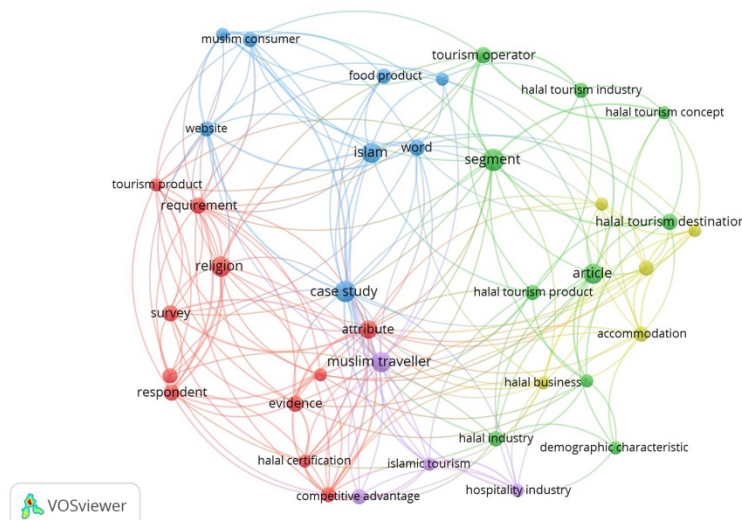 muslim consumer
tourism operator
food product
halal tourism industry
halal tourism concept
website
islam
word
segment
tourism product
requirement
halal tourism destination
religion
article
case study
halal tourism product
survey
attribute
accommodation
muslim traveller
respondent
halal business
evidence
halal industry
demographic characteristic
halal certification
islamic tourism
hospitality industry
competitive advantage
VOSviewer